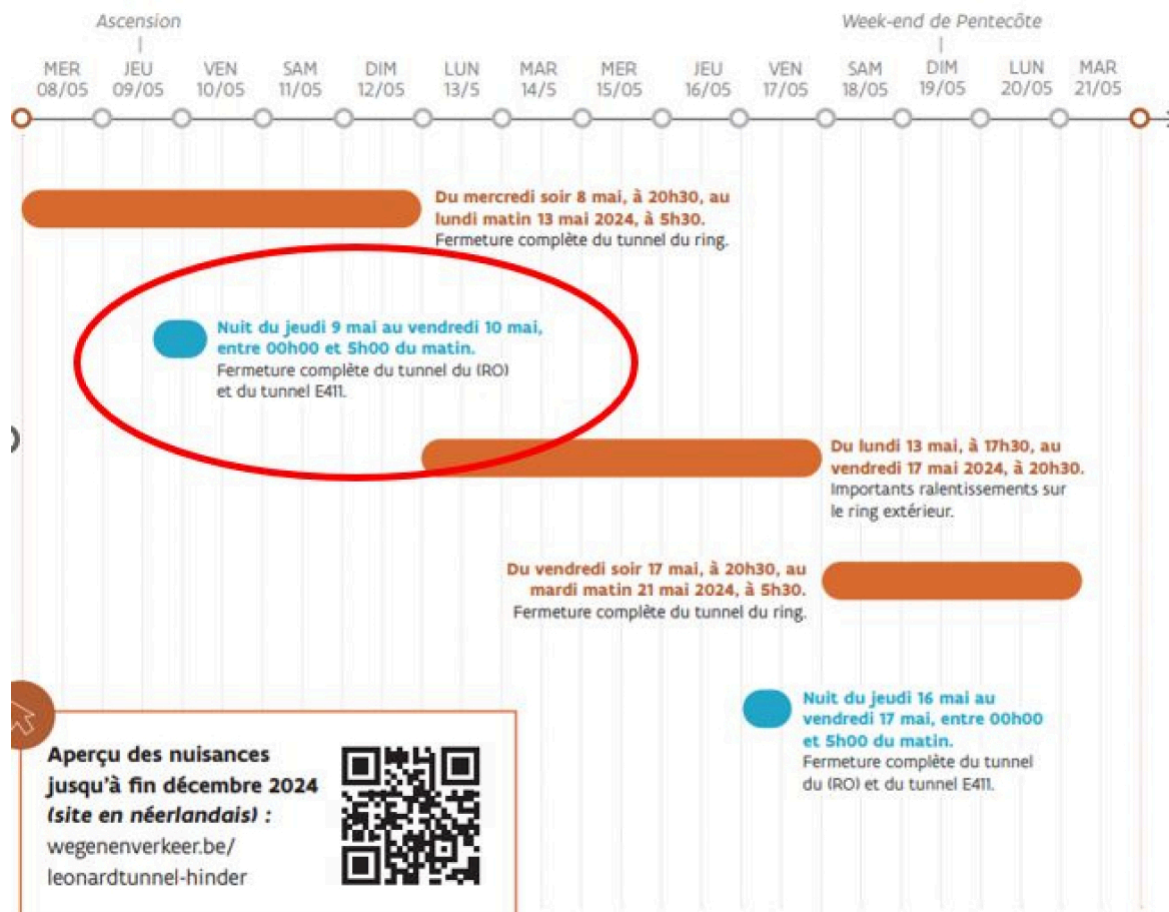 Ascension
Week-end de Pentecôte
MER JEU VEN SAM DIM LUN MAR MER JEU VEN SAM DIM LUN MAR
08/05 09/05 10/05 11/05 12/05 13/5 14/5 15/05 16/05 17/05 18/05 19/05 20/05 21/05
Du mercredi soir 8 mai, à 20h30, au
lundi matin 13 mai 2024, à 5h30.
Fermeture complète du tunnel du ring.
Nuit du jeudi 9 mai au vendredi 10 mai,
entre 00h00 et 5h00 du matin.
Fermeture complète du tunnel du (RO)
et du tunnel E411.
Du lundi 13 mai, à 17h30, au
vendredi 17 mai 2024, à 20h30.
Importants ralentissements sur
le ring extérieur.
Du vendredi soir 17 mai, à 20h30, au
mardi matin 21 mai 2024, à 5h30.
Fermeture complète du tunnel du ring.
Nuit du jeudi 16 mai au
vendredi 17 mai, entre 00h00
et 5h00 du matin.
Fermeture complète du tunnel
du (RO) et du tunnel E411.
Aperçu des nuisances
jusqu'à fin décembre 2024
(site en néerlandais) :
wegenenverkeer.be/
leonardtunnel-hinder